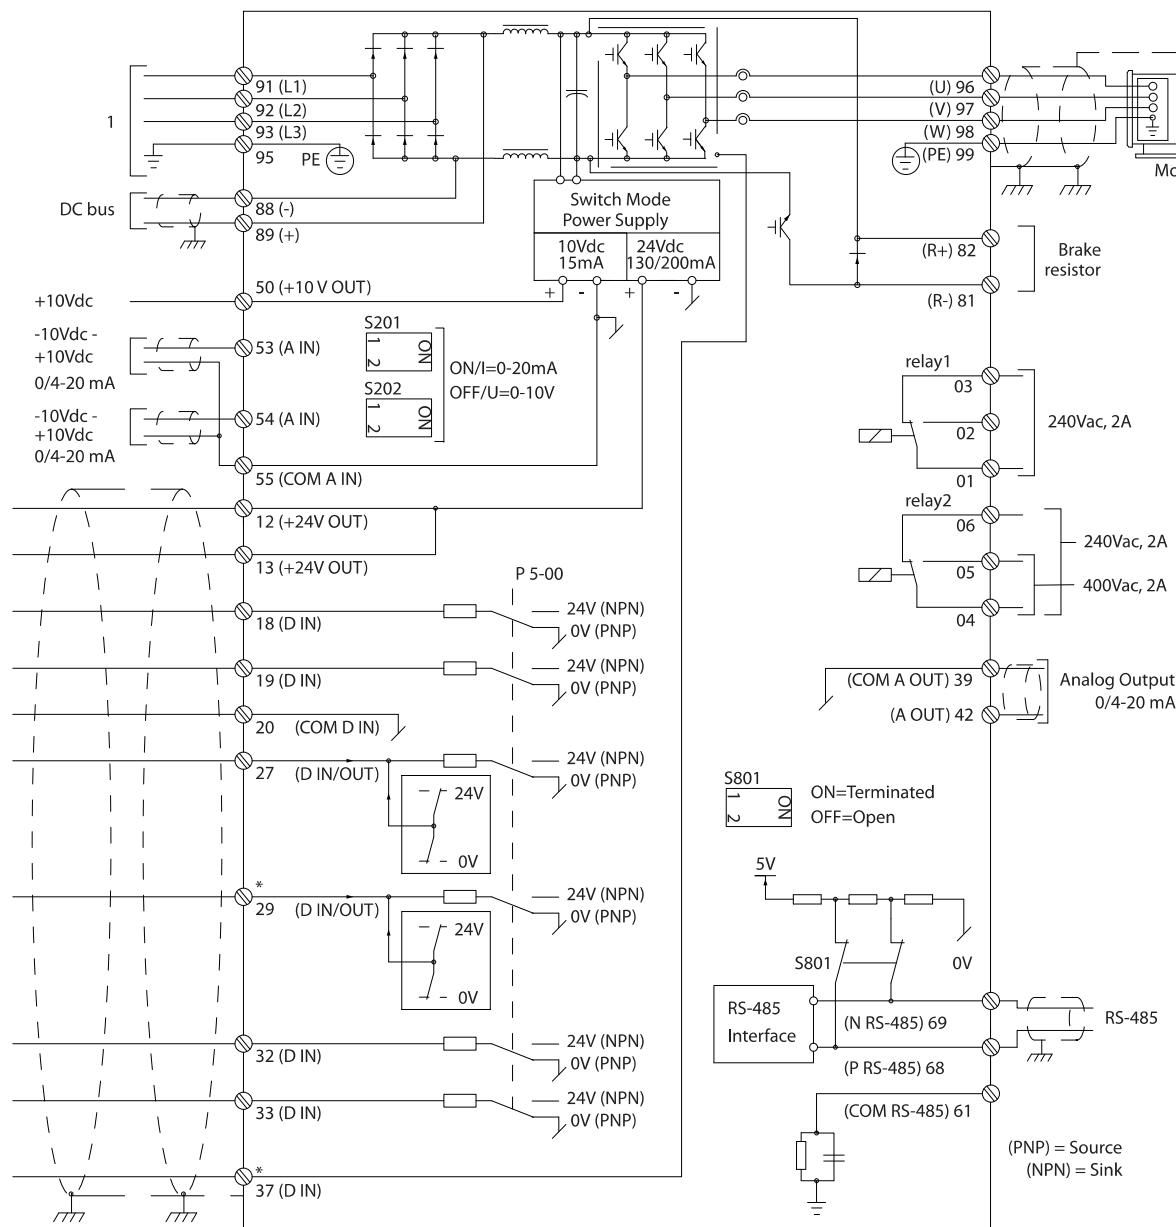 1
91 (L1)
92 (L2)
93 (L3)
95
PE
(U) 96
(V) 97
(W) 98
(PE) 99
Mo
DC bus
88 (-)
89 (+)
Switch Mode
Power Supply
10Vdc
15mA
24Vdc
130/200mA
+ - + -
(R+) 82
(R-) 81
Brake
resistor
+10Vdc
50 (+10 V OUT)
-10Vdc -
+10Vdc
0/4-20 mA
53 (A IN)
S201
1
2
ON
S202
1
2
ON
ON/I=0-20mA
OFF/U=0-10V
-10Vdc -
+10Vdc
0/4-20 mA
54 (A IN)
55 (COM A IN)
relay1
03
02
01
240Vac, 2A
relay2
06
05
04
240Vac, 2A
400Vac, 2A
12 (+24V OUT)
13 (+24V OUT)
P 5-00
18 (D IN)
24V (NPN)
0V (PNP)
19 (D IN)
24V (NPN)
0V (PNP)
20 (COM D IN)
27 (D IN/OUT)
24V (NPN)
0V (PNP)
24V
0V
*
29 (D IN/OUT)
24V (NPN)
0V (PNP)
24V
0V
32 (D IN)
24V (NPN)
0V (PNP)
33 (D IN)
24V (NPN)
0V (PNP)
*
37 (D IN)
(COM A OUT) 39
(A OUT) 42
Analog Output
0/4-20 mA
S801
1
2
ON
ON=Terminated
OFF=Open
5V
S801
0V
RS-485
Interface
(N RS-485) 69
(P RS-485) 68
(COM RS-485) 61
RS-485
(PNP) = Source
(NPN) = Sink